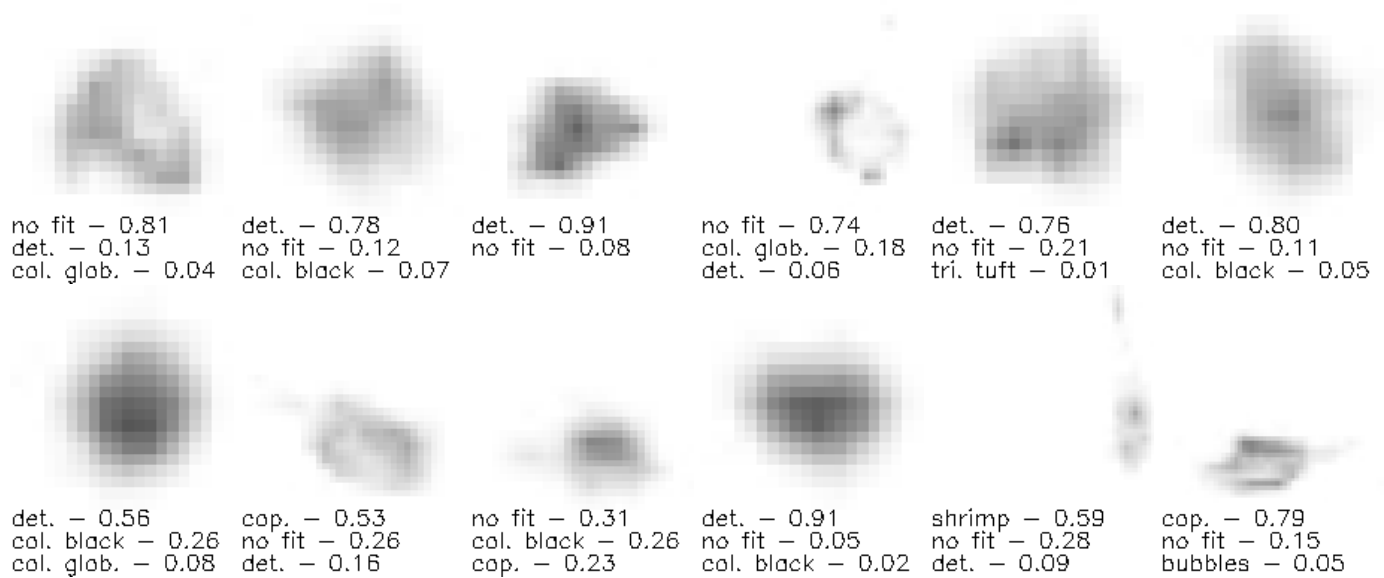 no fit – 0.81
det. – 0.13
col. glob. – 0.04
det. – 0.78
no fit – 0.12
col. black – 0.07
det. – 0.91
no fit – 0.08
no fit – 0.74
col. glob. – 0.18
det. – 0.06
det. – 0.76
no fit – 0.21
tri. tuft – 0.01
det. – 0.80
no fit – 0.11
col. black – 0.05
det. – 0.56
col. black – 0.26
col. glob. – 0.08
cop. – 0.53
no fit – 0.26
det. – 0.16
no fit – 0.31
col. black – 0.26
cop. – 0.23
det. – 0.91
no fit – 0.05
col. black – 0.02
shrimp – 0.59
no fit – 0.28
det. – 0.09
cop. – 0.79
no fit – 0.15
bubbles – 0.05